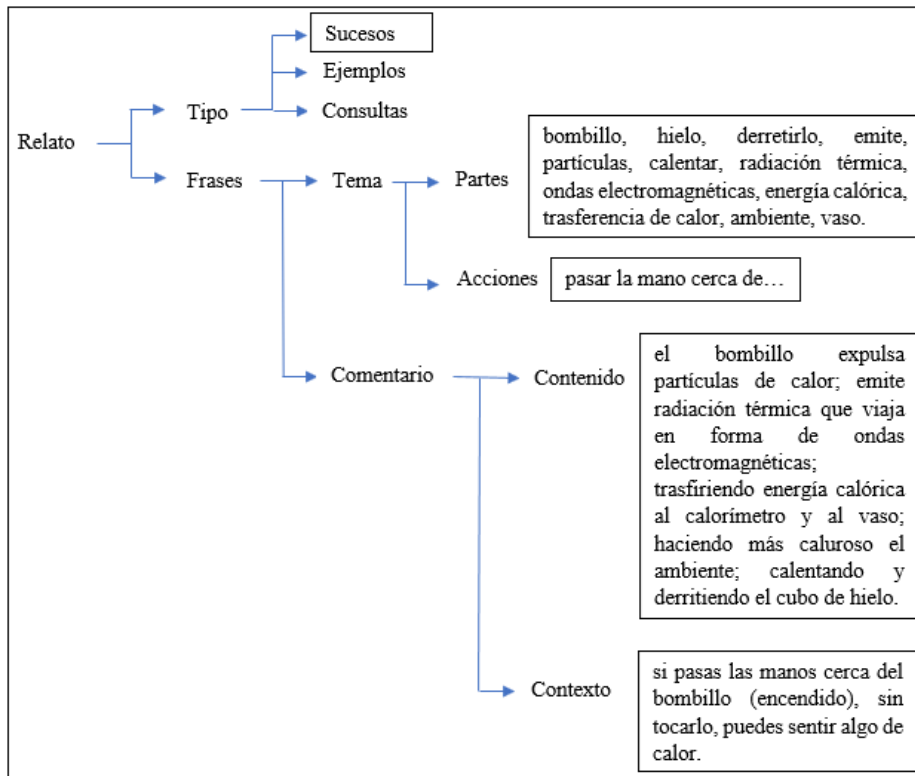 Sucesos
Ejemplos
Tipo
Consultas
Relato
Frases
Tema
Partes
bombillo, hielo, derretirlo, emite,
partículas, calentar, radiación térmica,
ondas electromagnéticas, energía calórica,
trasferencia de calor, ambiente, vaso.
Acciones
pasar la mano cerca de…
Comentario
Contenido
el bombillo expulsa
partículas de calor; emite
radiación térmica que viaja
en forma de ondas
electromagnéticas;
trasfiriendo energía calórica
al calorímetro y al vaso;
haciendo más caluroso el
ambiente; calentando y
derritiendo el cubo de hielo.
Contexto
si pasas las manos cerca del
bombillo (encendido), sin
tocarlo, puedes sentir algo de
calor.